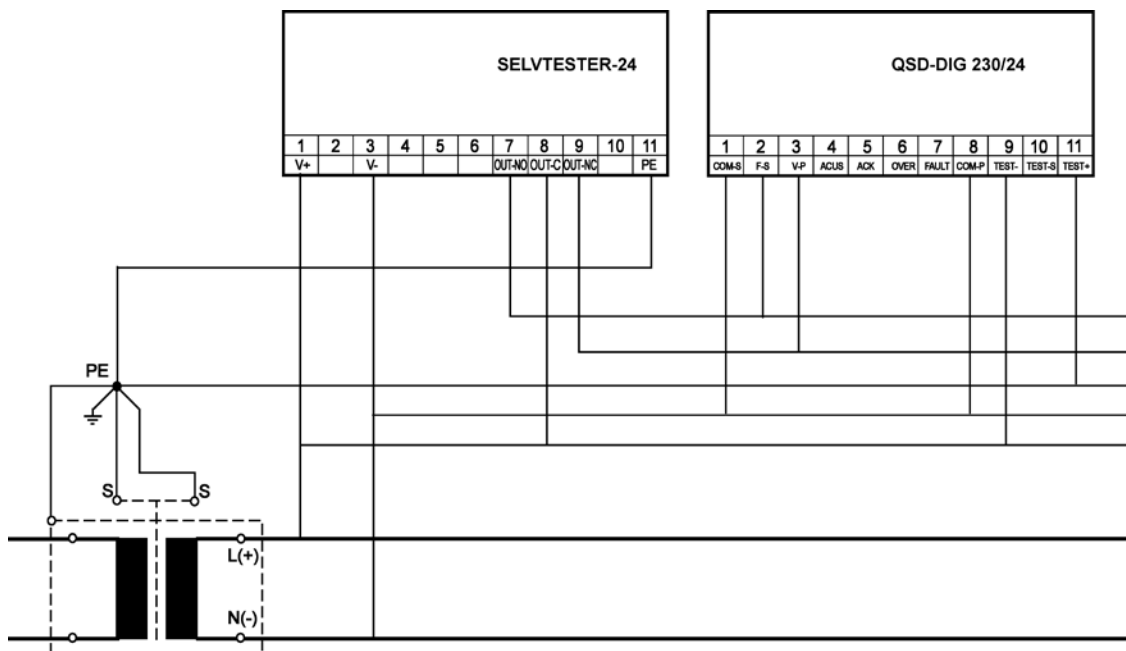 SELVTESTER-24
QSD-DIG 230/24
1 2 3 4 5 6 7 8 9 10 11
V+ V- OUT-NO OUT-C OUT-NC PE
1 2 3 4 5 6 7 8 9 10 11
COM-S F-S V-P ACUS ACK OVER FAULT COM-P TEST- TEST-S TEST+
PE
S S
L(+)
N(-)